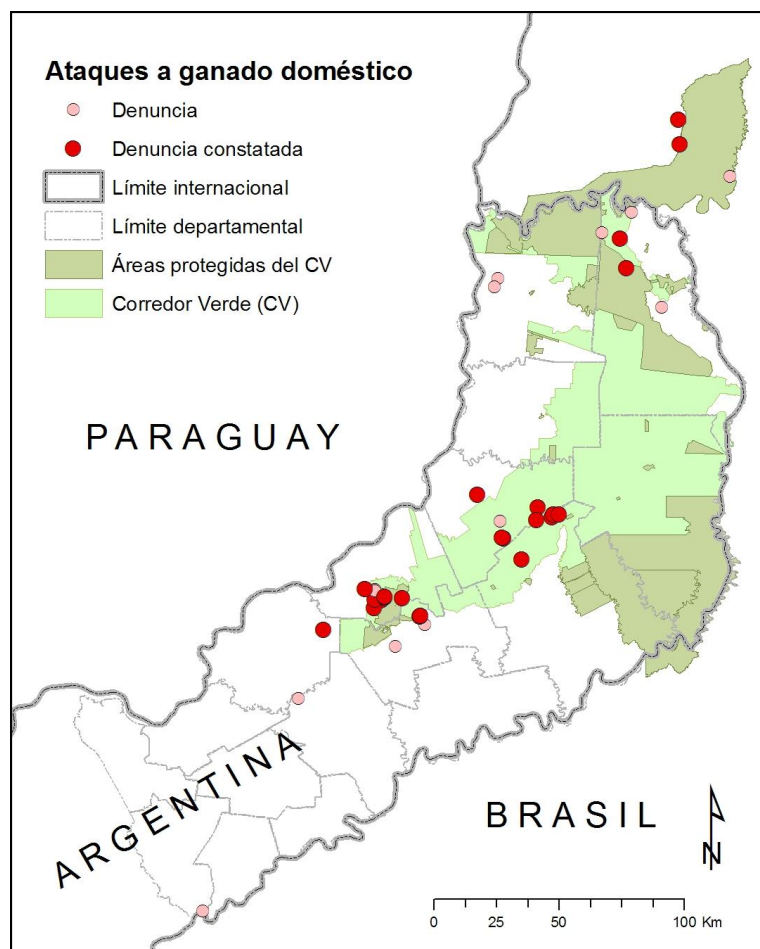 Ataques a ganado doméstico
Denuncia
Denuncia constatada
Límite internacional
Límite departamental
Áreas protegidas del CV
Corredor Verde (CV)
PARAGUAY
ARGENTINA
BRASIL
N
0 25 50 100 Km